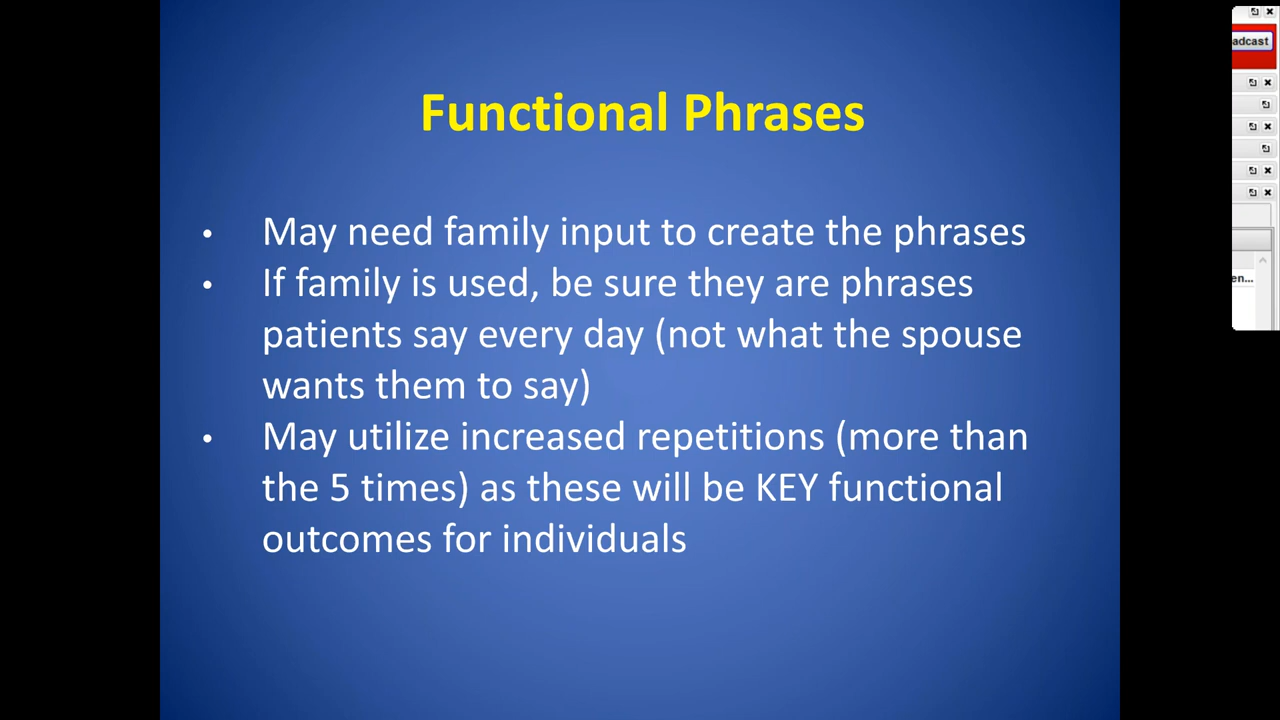 Functional Phrases
• May need family input to create the phrases
• If family is used, be sure they are phrases
patients say every day (not what the spouse
wants them to say)
• May utilize increased repetitions (more than
the 5 times) as these will be KEY functional
outcomes for individuals
adcast
en...